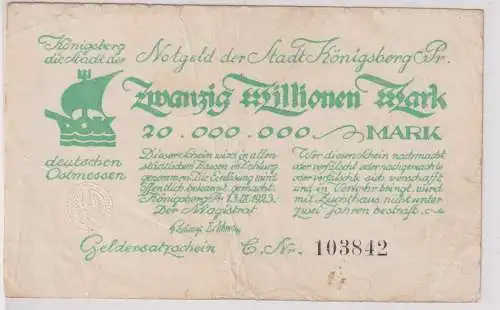 Königsberg
die Stadt der
deutschen
Ostmessen
Notgeld der Stadt Königsberg Pr.
Zwanzig Millionen Mark
20.000.000 MARK
Dieser Schein wird in allen
städtischen Kassen in Zahlung
genommen. Die Einlösung wird
öffentlich bekannt gemacht.
Königsberg Pr. 13.IX.1923.
Der Magistrat
Wer diesen Schein nachmacht
oder verfälscht oder nachgemachte
oder verfälschte sich verschafft
und in Verkehr bringt, wird
mit Zuchthaus nicht unter
zwei Jahren bestraft.
Geldersatzschein C. Nr. 103842